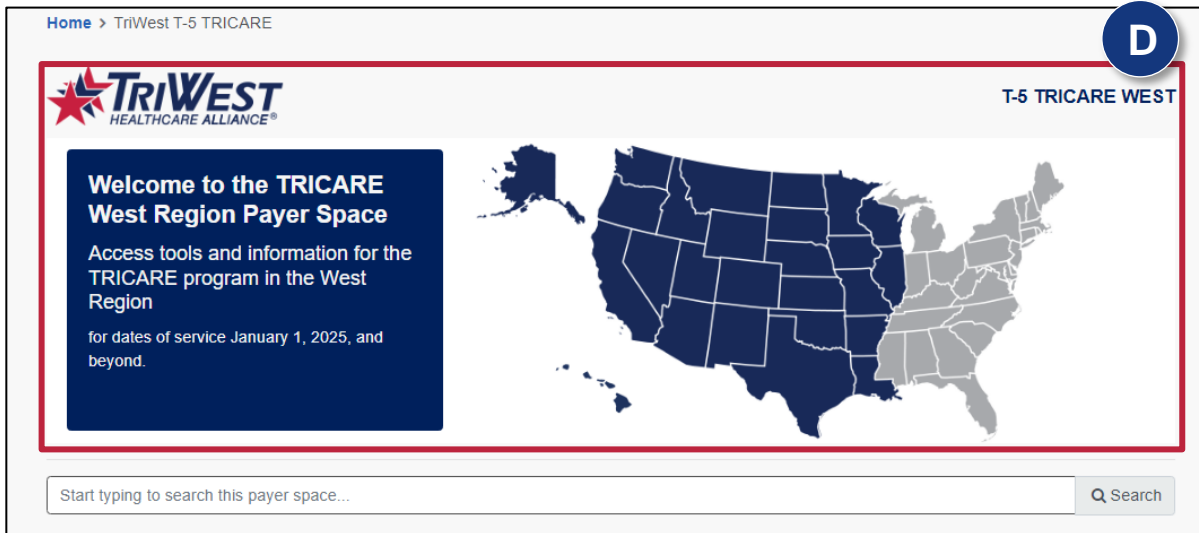 Home > TriWest T-5 TRICARE
D
TRIWEST
HEALTHCARE ALLIANCE®
T-5 TRICARE WEST
Welcome to the TRICARE
West Region Payer Space
Access tools and information for the
TRICARE program in the West
Region
for dates of service January 1, 2025, and
beyond.
Start typing to search this payer space...
Search